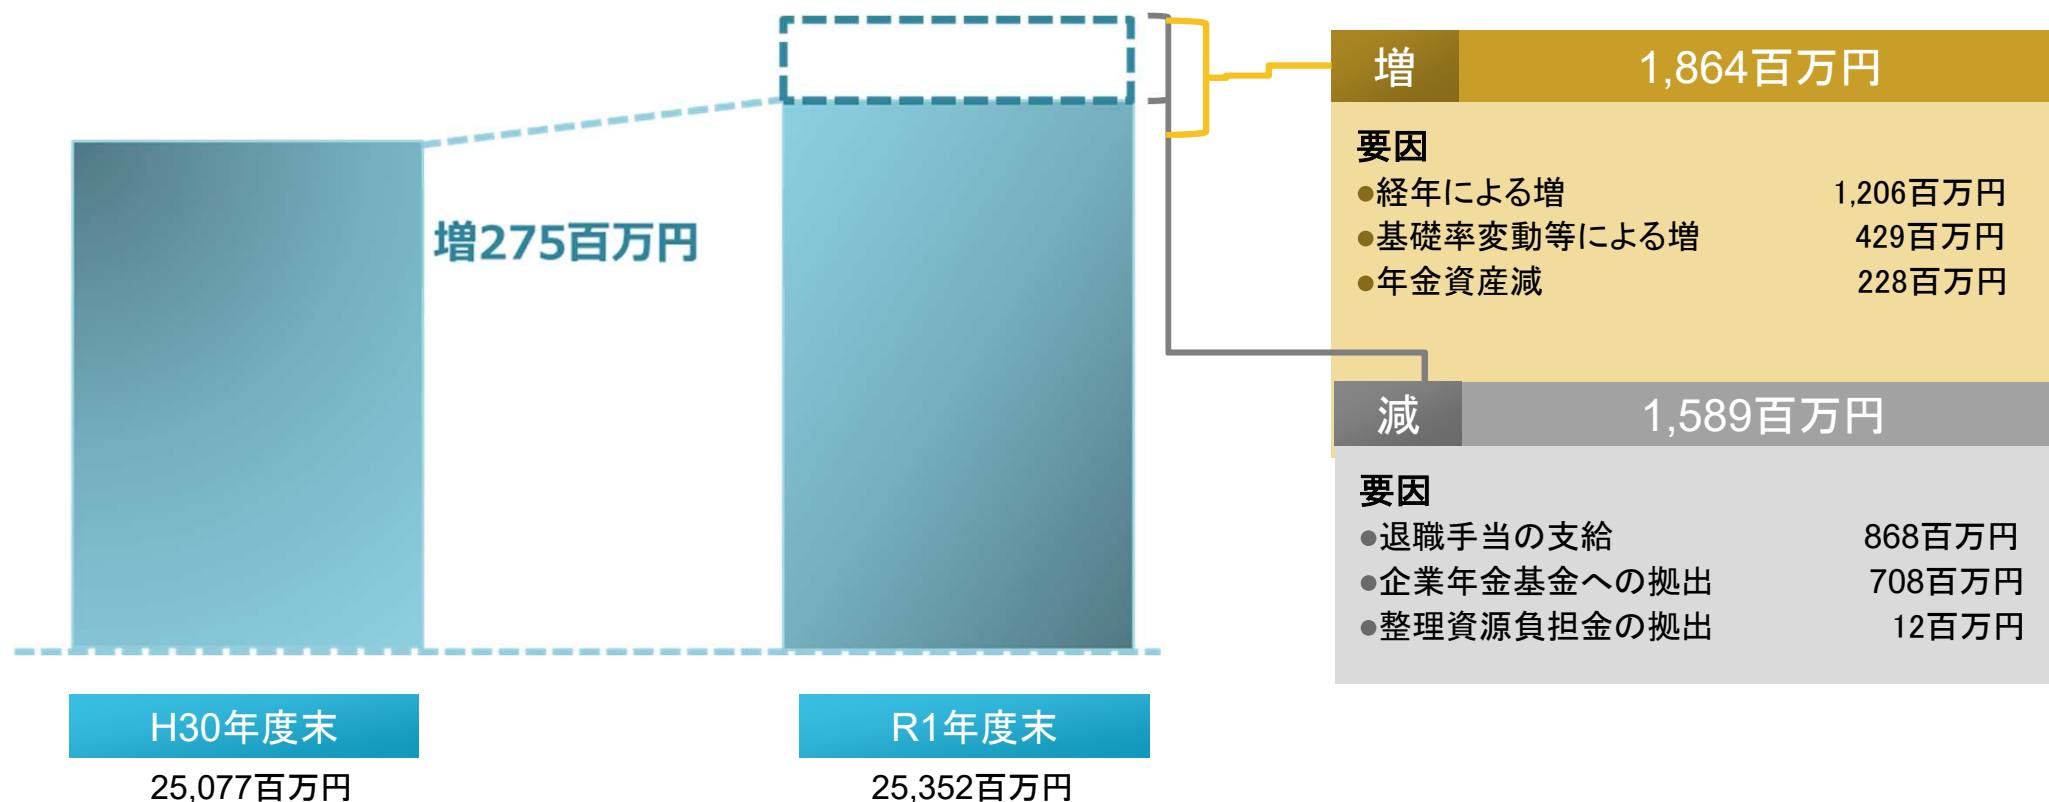 増275百万円
H30年度末
25,077百万円
R1年度末
25,352百万円
増 1,864百万円
要因
●経年による増 1,206百万円
●基礎率変動等による増 429百万円
●年金資産減 228百万円
減 1,589百万円
要因
●退職手当の支給 868百万円
●企業年金基金への拠出 708百万円
●整理資源負担金の拠出 12百万円